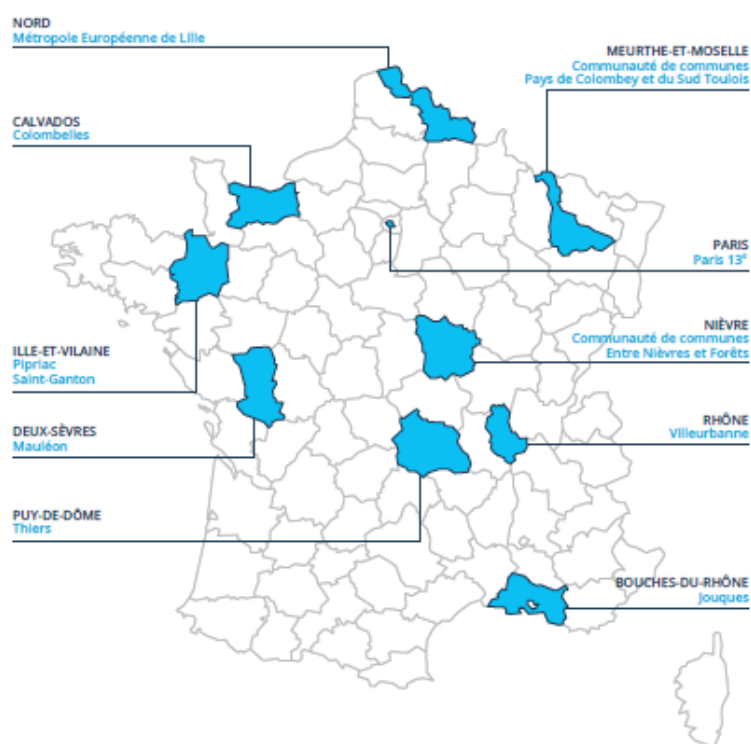 NORD
Métropole Européenne de Lille
MEURTHE-ET-MOSELLE
Communauté de communes
Pays de Colombey et du Sud Toulois
CALVADOS
Colombelles
PARIS
Paris 13e
NIÈVRE
Communauté de communes
Entre Nièvres et Forêts
ILLE-ET-VILAINE
Pipriac
Saint-Ganton
RHÔNE
Villeurbanne
DEUX-SÈVRES
Mauléon
PUY-DE-DÔME
Thiers
BOUCHES-DU-RHÔNE
Jouques